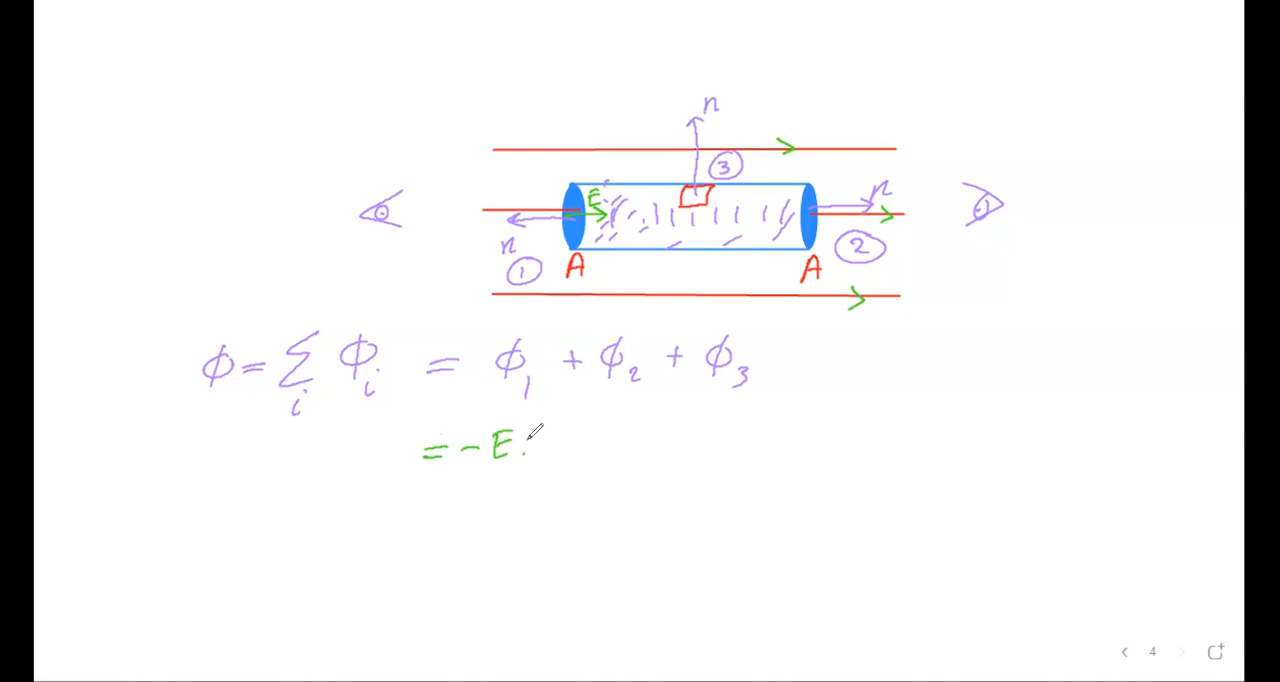 n
③
E
n
n
①
A
A
②
ϕ = Σ_i ϕ_i = ϕ_1 + ϕ_2 + ϕ_3
= - E .
4